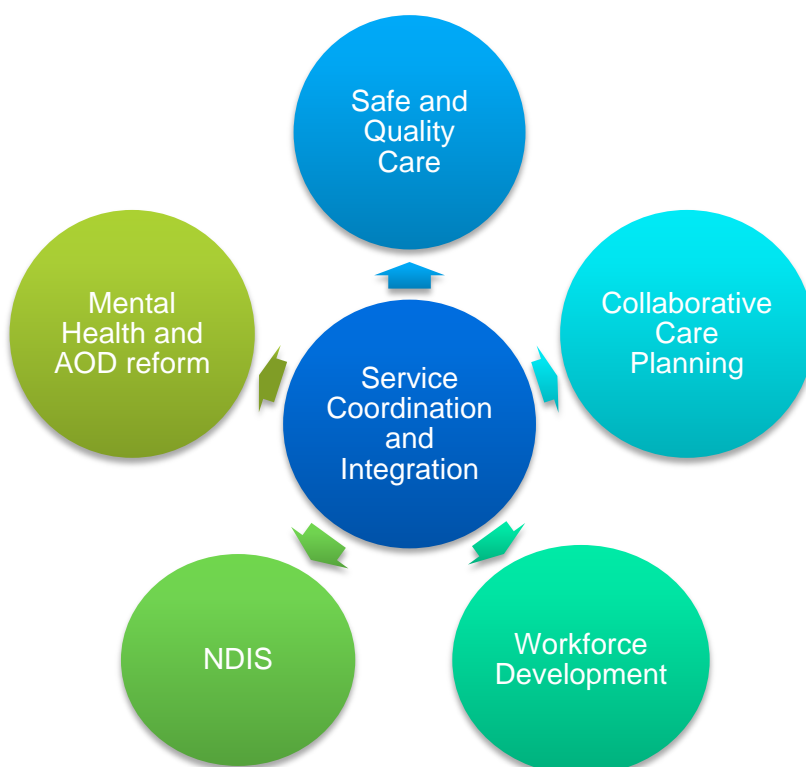 Safe and
Quality
Care
Mental
Health and
AOD reform
Collaborative
Care
Planning
Service
Coordination
and
Integration
NDIS
Workforce
Development